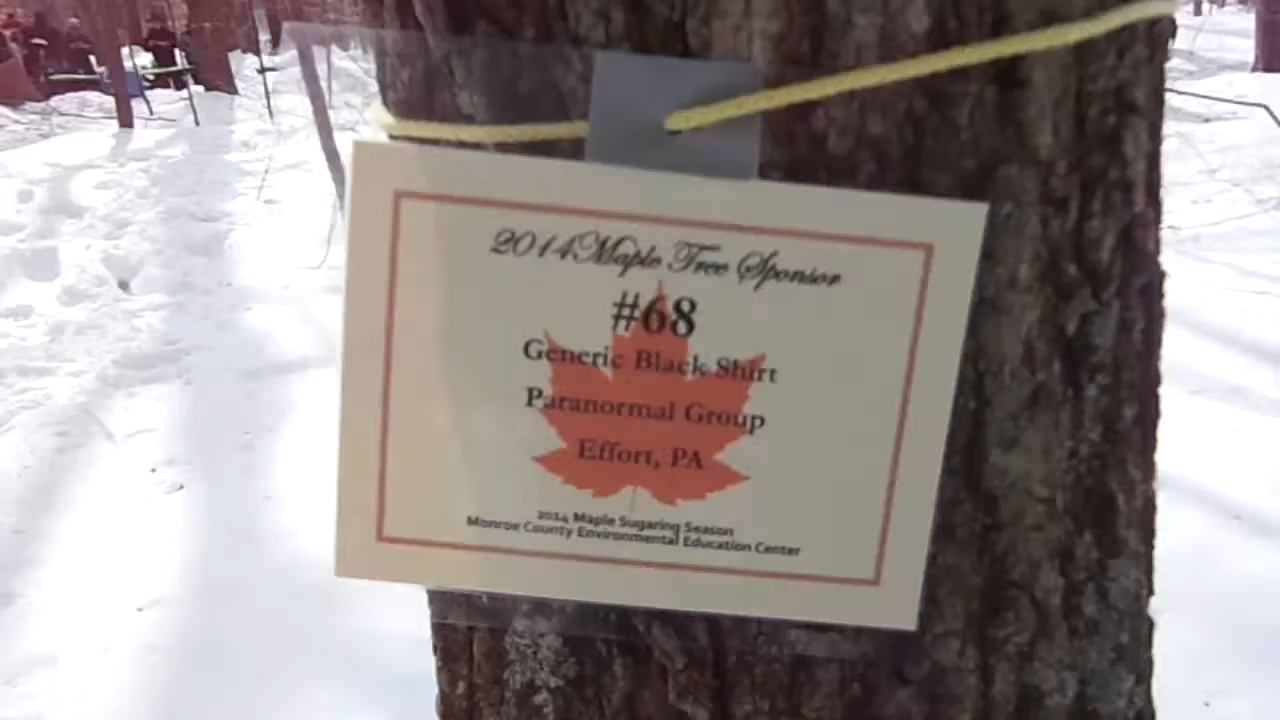 2014 Maple Tree Sponsor
#68
Generic Black Shirt
Paranormal Group
Effort, PA
2014 Maple Sugaring Season
Monroe County Environmental Education Center